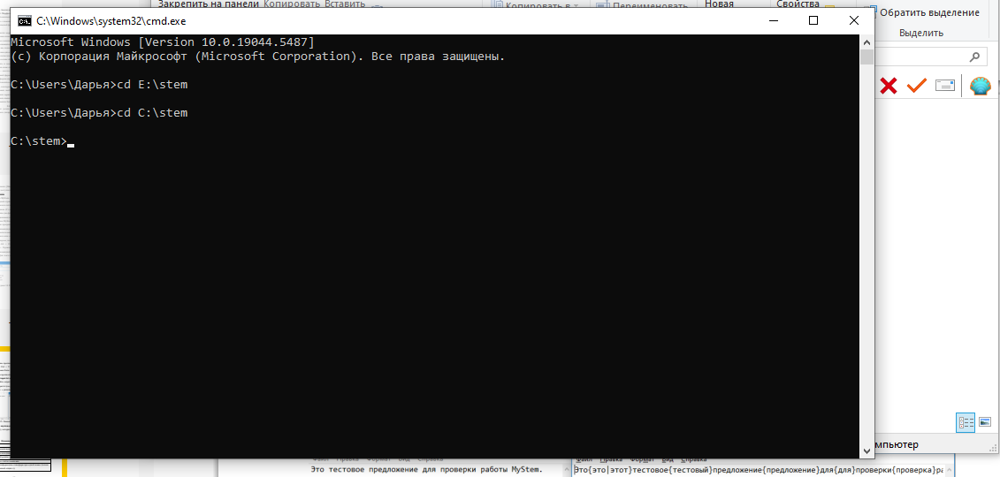 Закрепить на панели Копировать Вставить
Копировать в
Переименовать
Новая
Свойства
C:\Windows\system32\cmd.exe
Обратить выделение
Выделить
Microsoft Windows [Version 10.0.19044.5487]
(c) Корпорация Майкрософт (Microsoft Corporation). Все права защищены.
C:\Users\Дарья>cd E:\stem
C:\Users\Дарья>cd C:\stem
C:\stem>
мпьютер
Файл Правка Формат Вид Справка
Файл Правка Формат Вид Справка
Это тестовое предложение для проверки работы MyStem.
Это{это|этот}тестовое{тестовый}предложение{предложение}для{для}проверки{проверка}ра